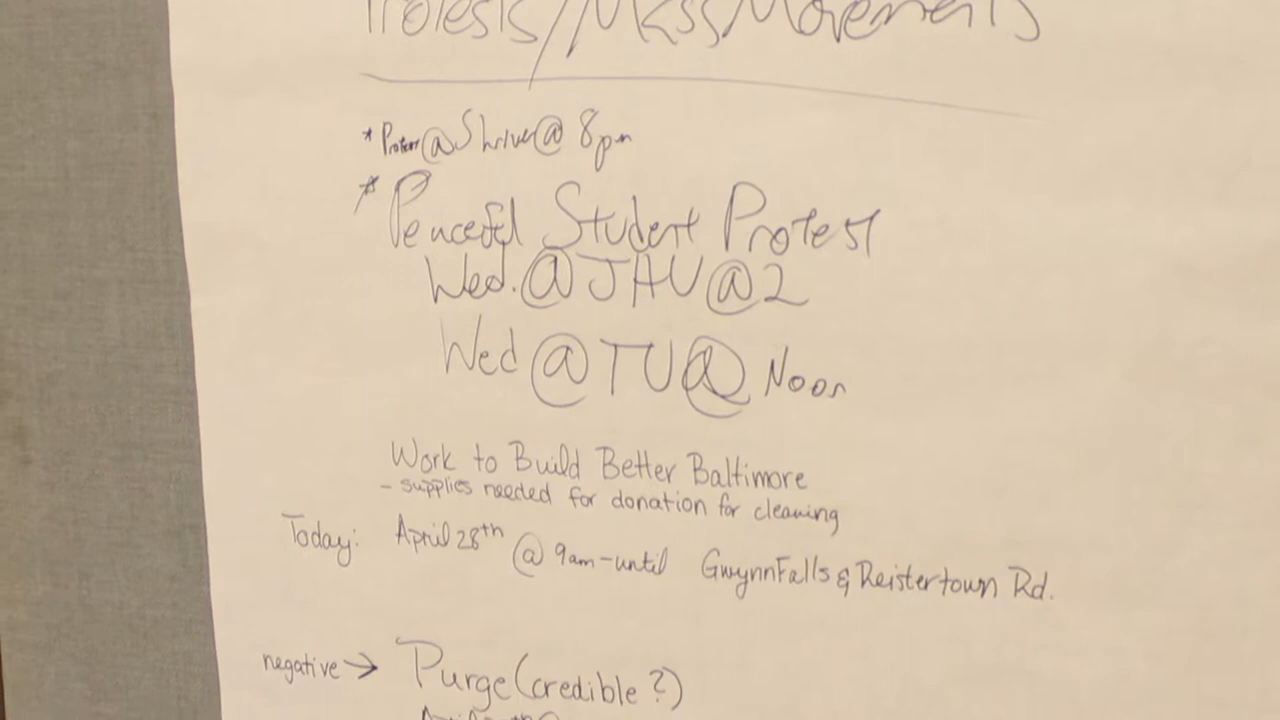 Protests/Mass Movements
* Protest @ Shriver @ 8pm
* Peaceful Student Protest
Wed. @ JHU @ 2
Wed @ TU @ Noon
Work to Build Better Baltimore
- supplies needed for donation for cleaning
Today: April 28th @ 9am-until GwynnFalls & Reistertown Rd.
negative → Purge (credible?)